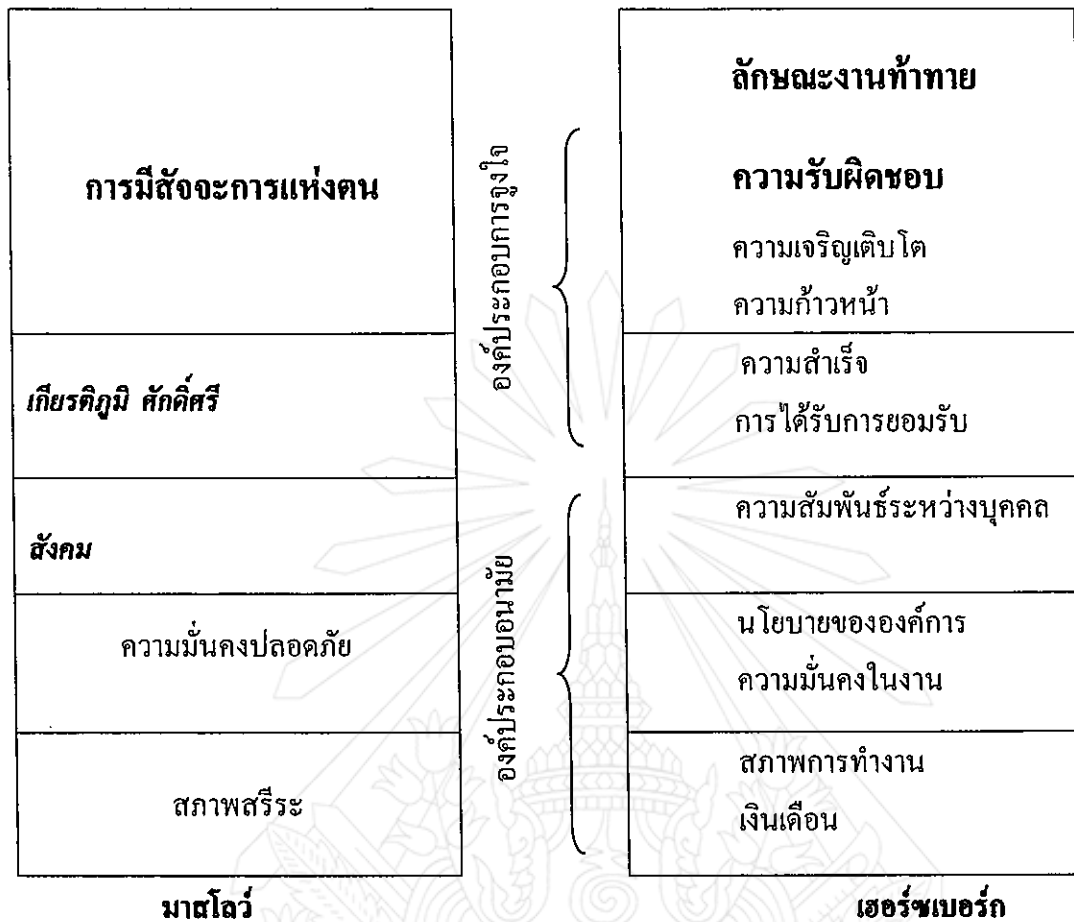 การมีสัจจะการแห่งตน
เกียรติภูมิ ศักดิ์ศรี
สังคม
ความมั่นคงปลอดภัย
สภาพสรีระ
มาสโลว์
องค์ประกอบการจูงใจ
องค์ประกอบอนามัย
ลักษณะงานท้าทาย
ความรับผิดชอบ
ความเจริญเติบโต
ความก้าวหน้า
ความสำเร็จ
การได้รับการยอมรับ
ความสัมพันธ์ระหว่างบุคคล
นโยบายขององค์การ
ความมั่นคงในงาน
สภาพการทำงาน
เงินเดือน
เฮอร์ซเบอร์ก